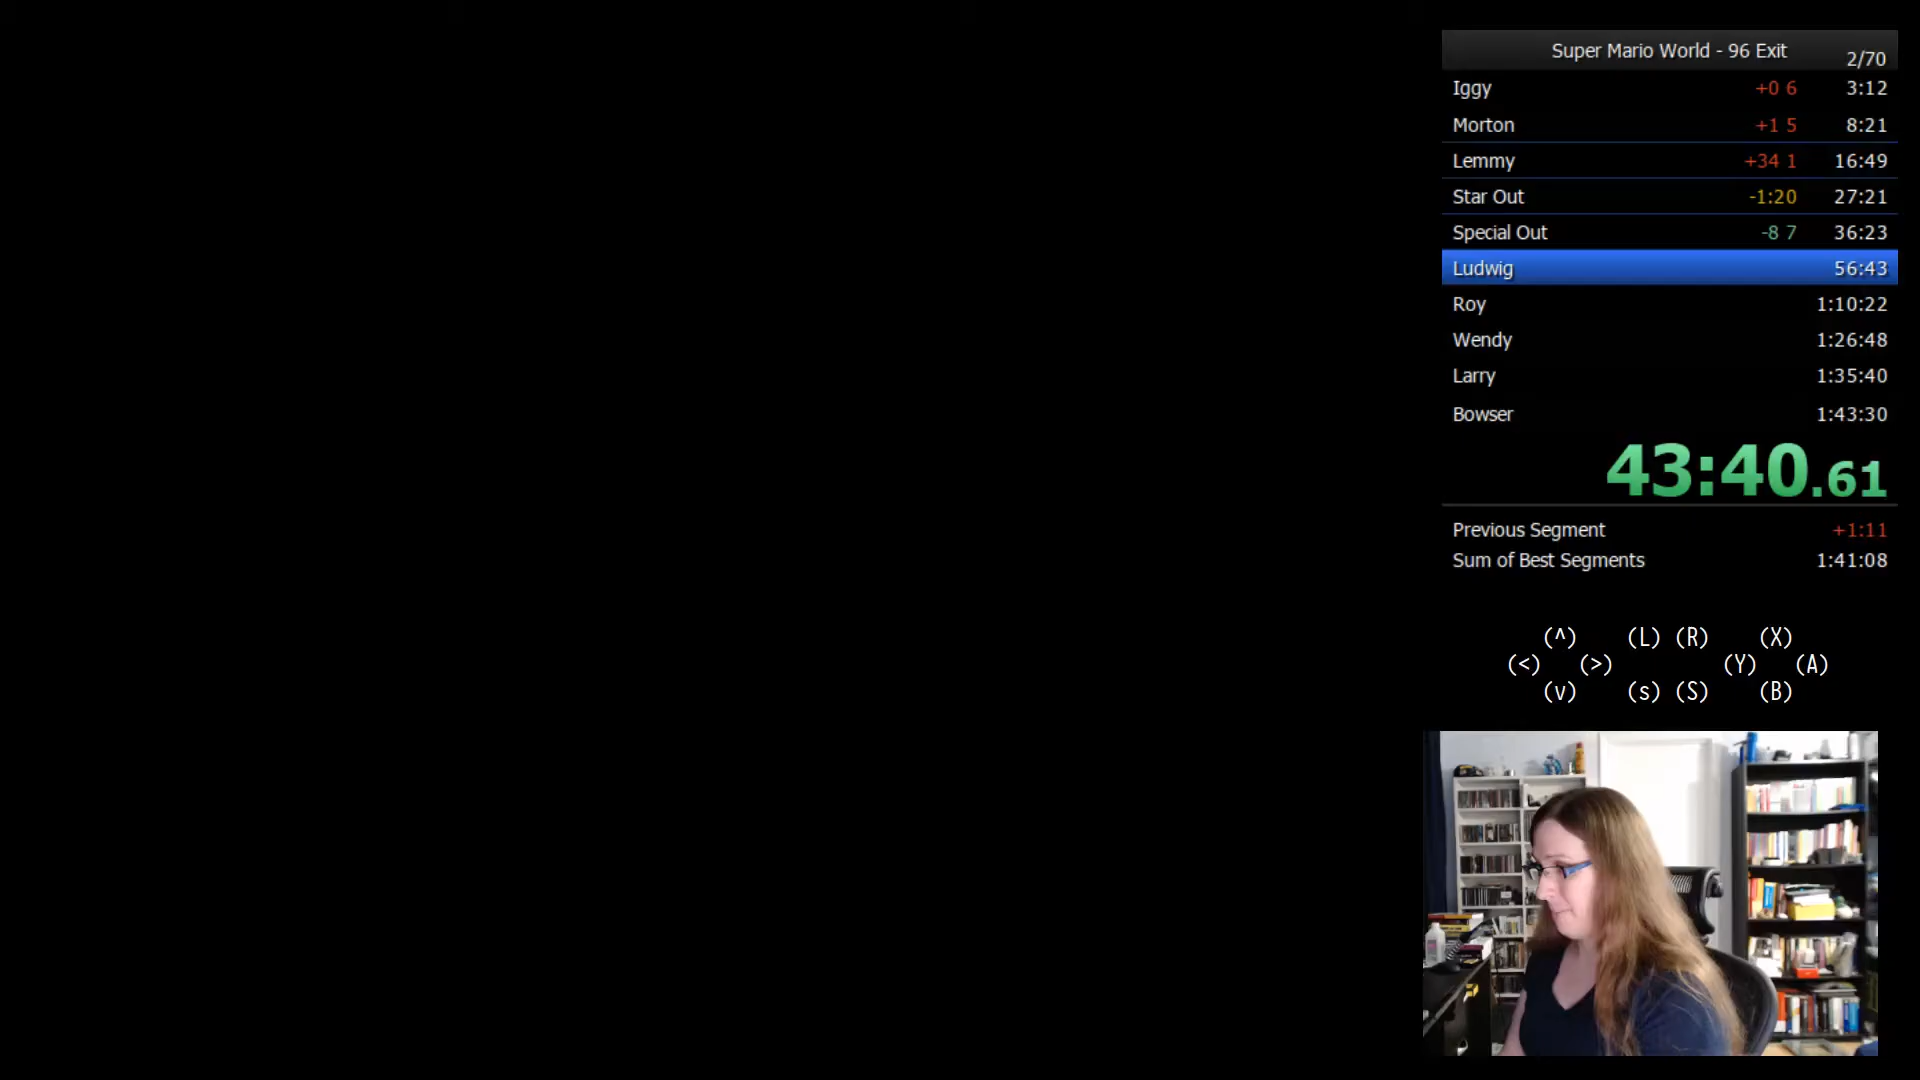 Super Mario World - 96 Exit
2/70
Iggy +0 6 3:12
Morton +1 5 8:21
Lemmy +34 1 16:49
Star Out -1:20 27:21
Special Out -8 7 36:23
Ludwig 56:43
Roy 1:10:22
Wendy 1:26:48
Larry 1:35:40
Bowser 1:43:30
43:40.61
Previous Segment +1:11
Sum of Best Segments 1:41:08
(^) (L) (R) (X)
(<) (>) (Y) (A)
(v) (s) (S) (B)